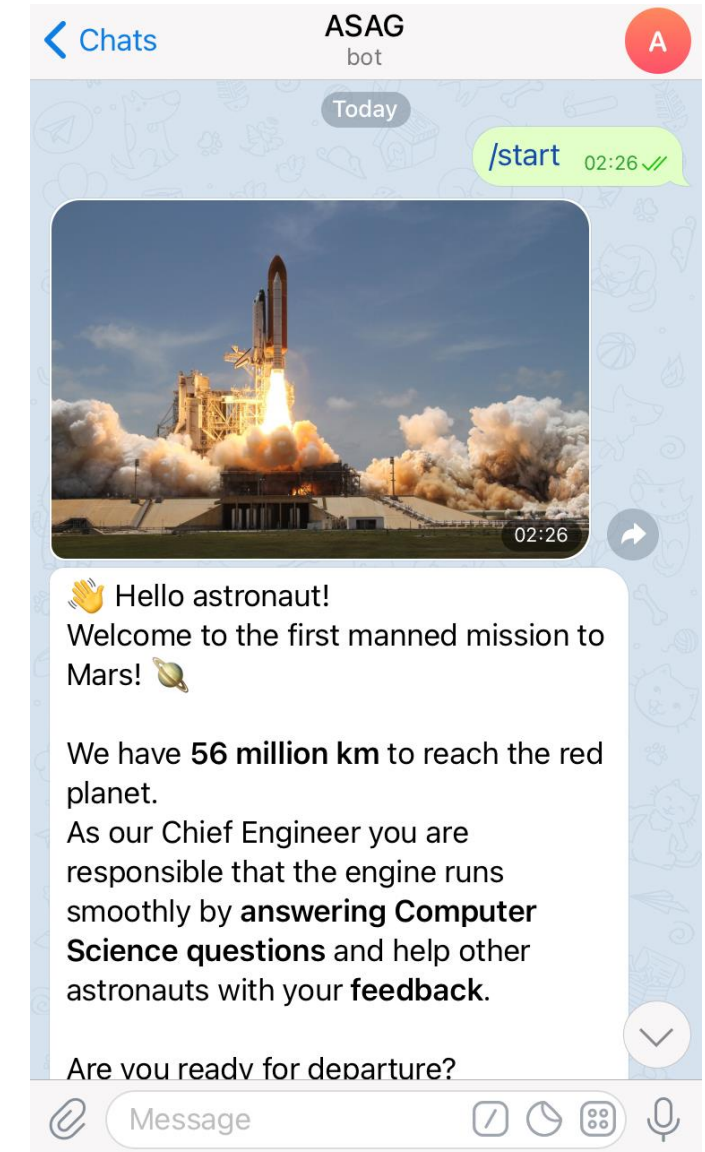 Chats
ASAG
bot
A
Today
/start 02:26
02:26
👋 Hello astronaut!
Welcome to the first manned mission to
Mars! 🪐
We have 56 million km to reach the red
planet.
As our Chief Engineer you are
responsible that the engine runs
smoothly by answering Computer
Science questions and help other
astronauts with your feedback.
Are you ready for departure?
Message